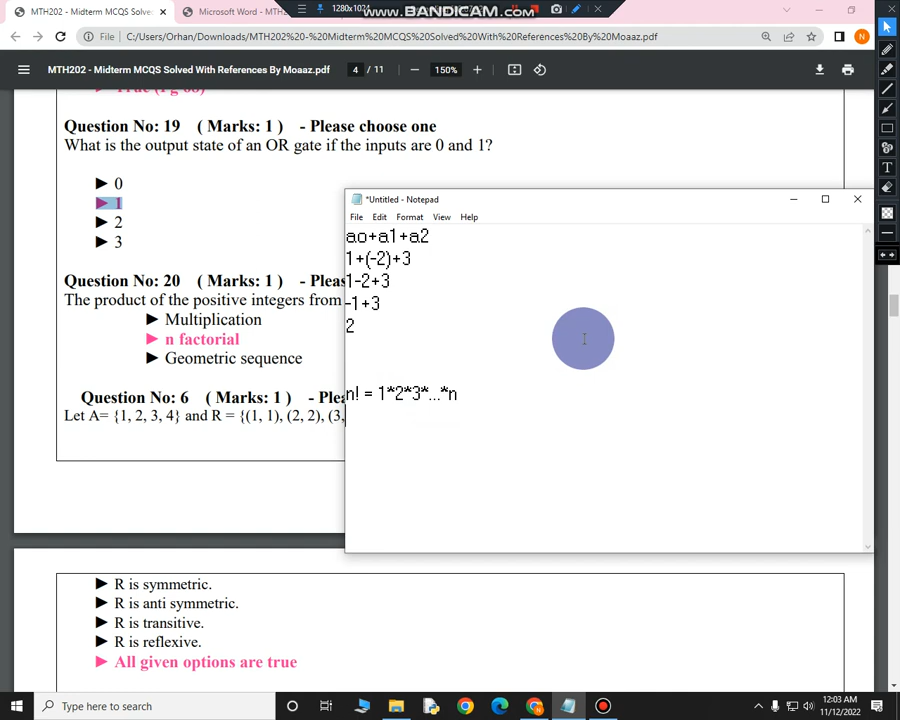 MTH202 - Midterm MCQS Solved W
Microsoft Word - MT
1280x1024
www.BANDICAM.com
File
C:/Users/Orhan/Downloads/MTH202%20-%20Midterm%20MCQS%20Solved%20With%20References%20By%20Moaaz.pdf
N
MTH202 - Midterm MCQS Solved With References By Moaaz.pdf
4 / 11
150%
Question No: 19 ( Marks: 1 ) - Please choose one
What is the output state of an OR gate if the inputs are 0 and 1?
► 0
► 1
► 2
► 3
Question No: 20 ( Marks: 1 ) - Plea
The product of the positive integers from
► Multiplication
► n factorial
► Geometric sequence
Question No: 6 ( Marks: 1 ) - Plea
Let A= {1, 2, 3, 4} and R = {(1, 1), (2, 2), (3,
*Untitled - Notepad
File Edit Format View Help
ao+a1+a2
1+(-2)+3
1-2+3
-1+3
2
n! = 1*2*3*...*n
► R is symmetric.
► R is anti symmetric.
► R is transitive.
► R is reflexive.
► All given options are true
Type here to search
12:03 AM
11/12/2022